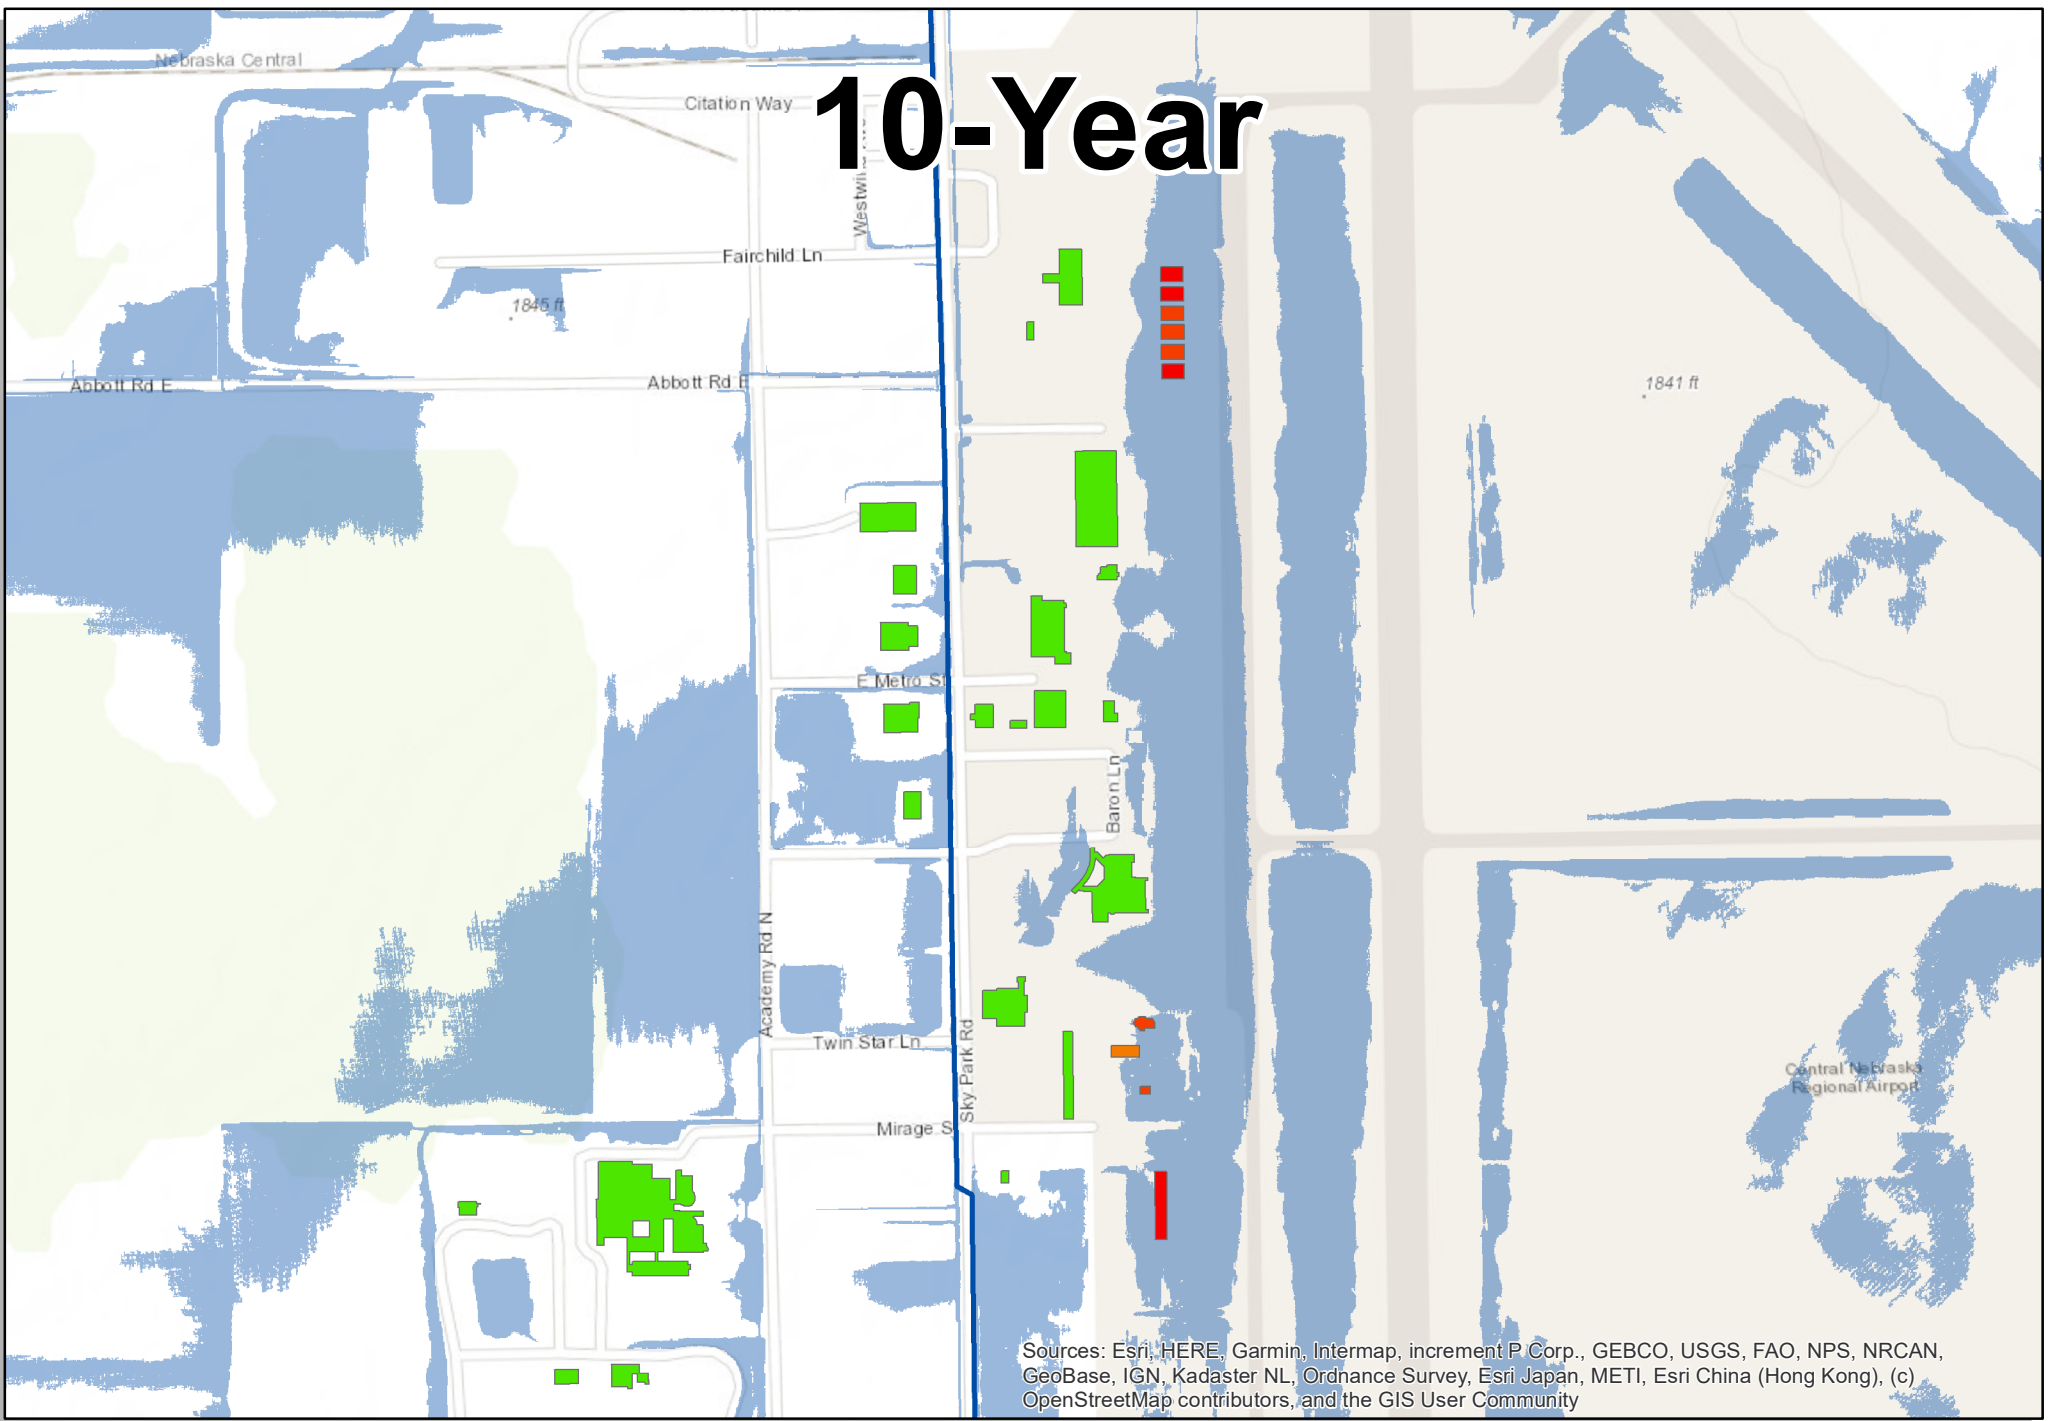 Nebraska Central
10-Year
Citation Way
Fairchild Ln
1845 ft
Abbott Rd E
Abbott Rd E
1841 ft
E Metro St
Baron Ln
Academy Rd N
Twin Star Ln
Sky Park Rd
Central Nebraska
Regional Airport
Mirage S
Sources: Esri, HERE, Garmin, Intermap, increment P Corp., GEBCO, USGS, FAO, NPS, NRCAN,
GeoBase, IGN, Kadaster NL, Ordnance Survey, Esri Japan, METI, Esri China (Hong Kong), (c)
OpenStreetMap contributors, and the GIS User Community